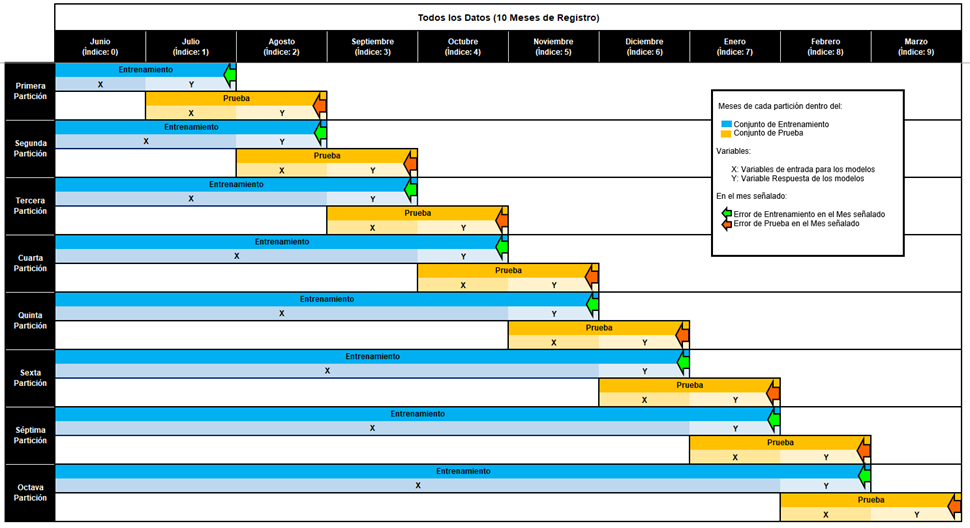 Todos los Datos (10 Meses de Registro)
Junio Julio Agosto Septiembre Octubre Noviembre Diciembre Enero Febrero Marzo
(Índice: 0) (Índice: 1) (Índice: 2) (Índice: 3) (Índice: 4) (Índice: 5) (Índice: 6) (Índice: 7) (Índice: 8) (Índice: 9)
Primera
Partición
Entrenamiento
X Y
Prueba
X Y
Segunda
Partición
Entrenamiento
X Y
Prueba
X Y
Tercera
Partición
Entrenamiento
X Y
Prueba
X Y
Cuarta
Partición
Entrenamiento
X Y
Prueba
X Y
Quinta
Partición
Entrenamiento
X Y
Prueba
X Y
Sexta
Partición
Entrenamiento
X Y
Prueba
X Y
Séptima
Partición
Entrenamiento
X Y
Prueba
X Y
Octava
Partición
Entrenamiento
X Y
Prueba
X Y
Meses de cada partición dentro del:
Conjunto de Entrenamiento
Conjunto de Prueba
Variables:
X: Variables de entrada para los modelos
Y: Variable Respuesta de los modelos
En el mes señalado:
Error de Entrenamiento en el Mes señalado
Error de Prueba en el Mes señalado